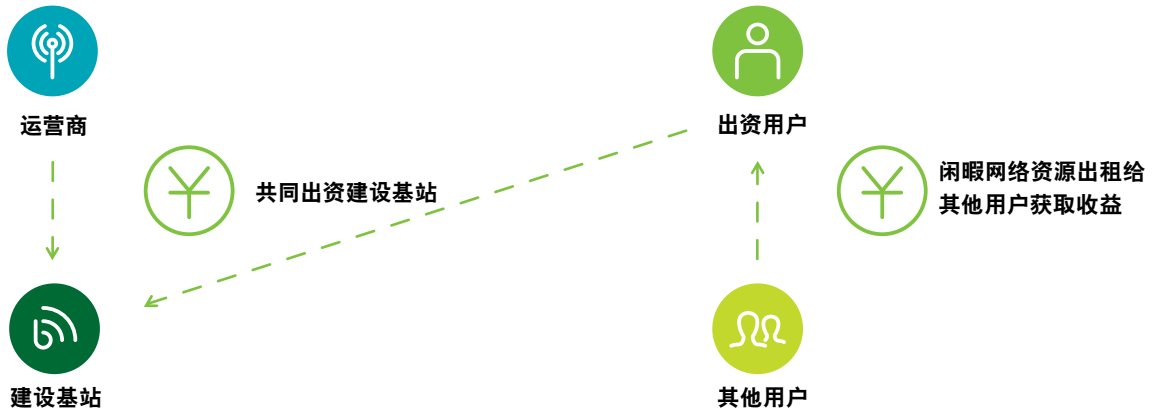 运营商
出资用户
共同出资建设基站
闲暇网络资源出租给
其他用户获取收益
建设基站
其他用户